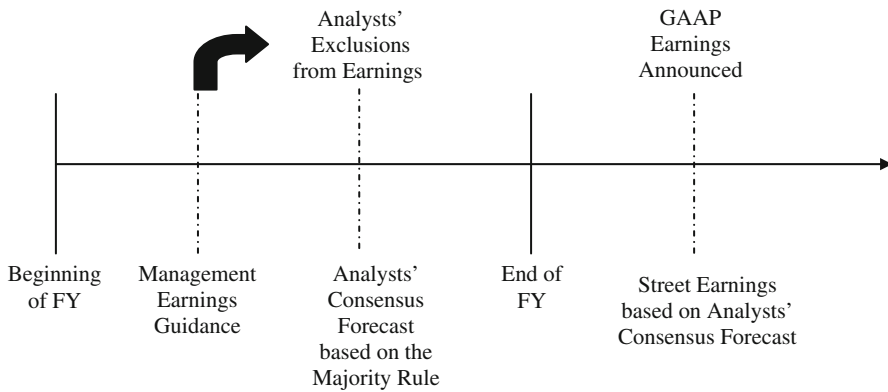 Analysts’
Exclusions
from Earnings
GAAP
Earnings
Announced
Beginning
of FY
Management
Earnings
Guidance
Analysts’
Consensus
Forecast
based on the
Majority Rule
End of
FY
Street Earnings
based on Analysts’
Consensus Forecast